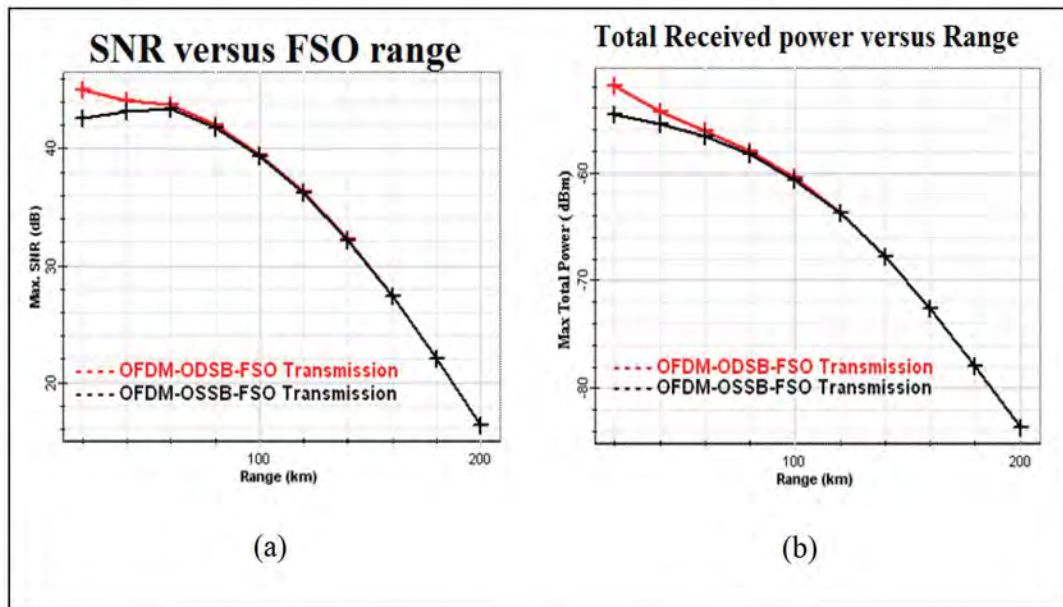 SNR versus FSO range
Max. SNR (dB)
40
30
20
OFDM-ODSB-FSO Transmission
OFDM-OSSB-FSO Transmission
100
200
Range (km)
(a)
Total Received power versus Range
Max Total Power ( dBm)
-60
-70
-80
OFDM-ODSB-FSO Transmission
OFDM-OSSB-FSO Transmission
100
200
Range (km)
(b)